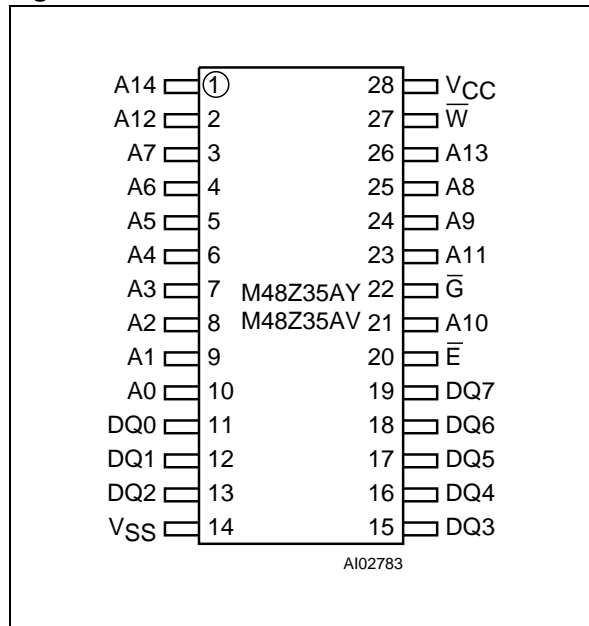 A14 1 28 VCC
A12 2 27 W̅
A7 3 26 A13
A6 4 25 A8
A5 5 24 A9
A4 6 23 A11
A3 7 M48Z35AY 22 G̅
A2 8 M48Z35AV 21 A10
A1 9 20 E̅
A0 10 19 DQ7
DQ0 11 18 DQ6
DQ1 12 17 DQ5
DQ2 13 16 DQ4
VSS 14 15 DQ3
AI02783